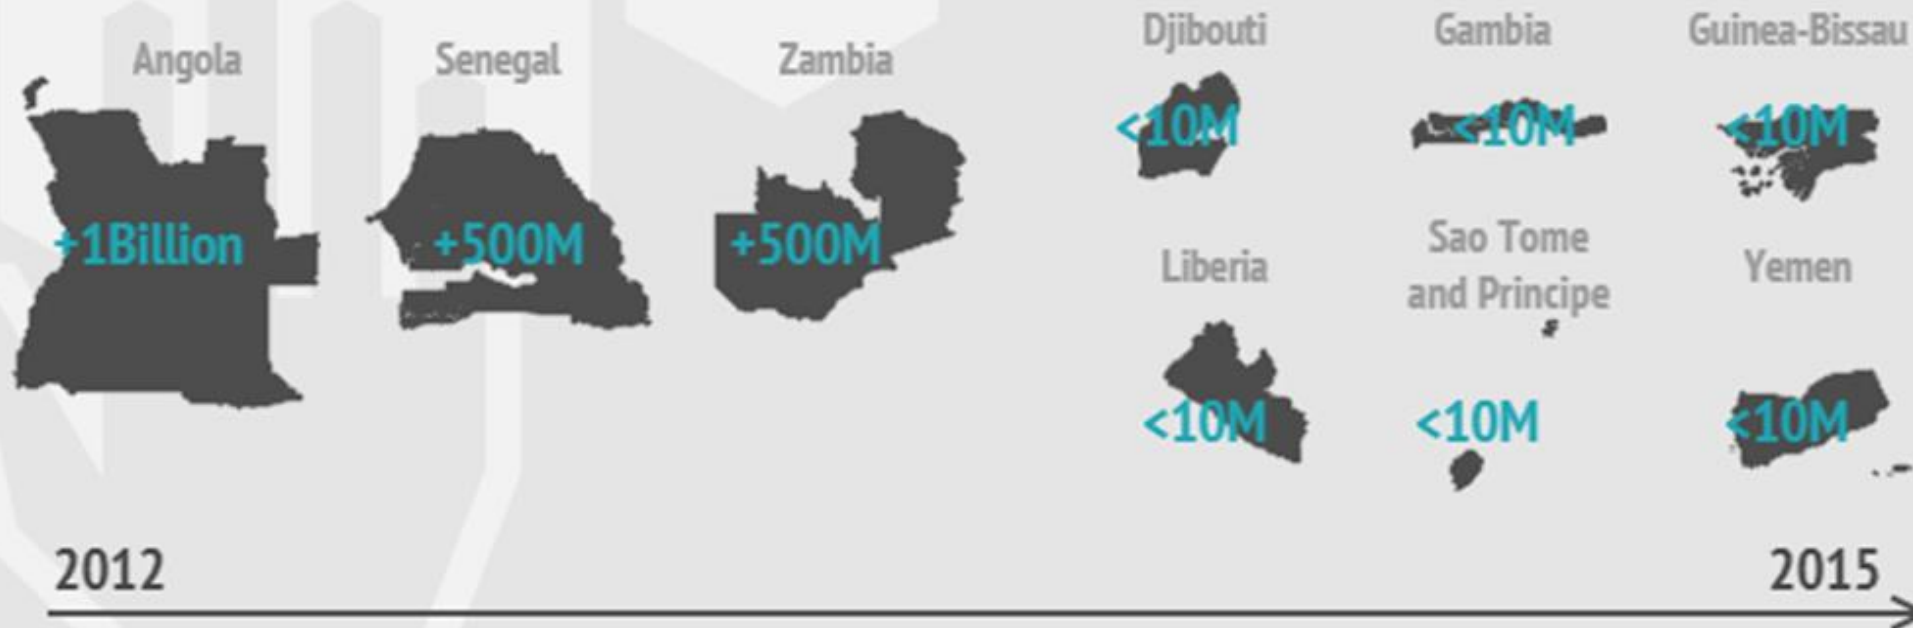 Angola
Senegal
Zambia
Djibouti
Gambia
Guinea-Bissau
+1Billion
+500M
+500M
<10M
<10M
<10M
Liberia
Sao Tome
and Principe
Yemen
<10M
<10M
<10M
2012
2015